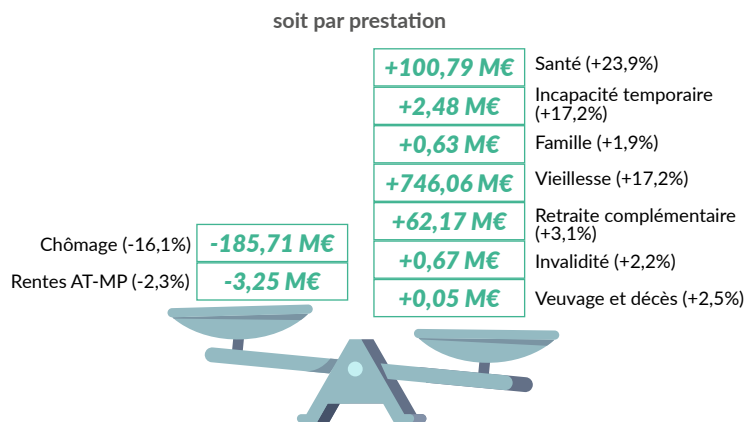 soit par prestation
+100,79 M€ Santé (+23,9%)
+2,48 M€ Incapacité temporaire
(+17,2%)
+0,63 M€ Famille (+1,9%)
+746,06 M€ Vieillesse (+17,2%)
+62,17 M€ Retraite complémentaire
(+3,1%)
Chômage (-16,1%) -185,71 M€
+0,67 M€ Invalidité (+2,2%)
Rentes AT-MP (-2,3%) -3,25 M€
+0,05 M€ Veuvage et décès (+2,5%)